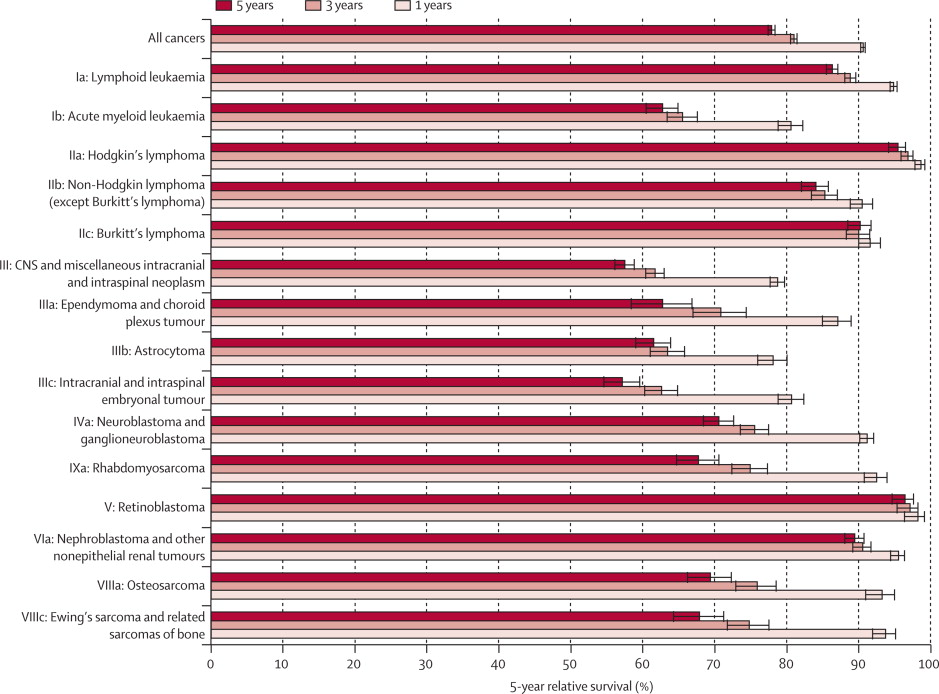 5 years 3 years 1 years
All cancers
Ia: Lymphoid leukaemia
Ib: Acute myeloid leukaemia
IIa: Hodgkin's lymphoma
IIb: Non-Hodgkin lymphoma
(except Burkitt's lymphoma)
IIc: Burkitt's lymphoma
III: CNS and miscellaneous intracranial
and intraspinal neoplasm
IIIa: Ependymoma and choroid
plexus tumour
IIIb: Astrocytoma
IIIc: Intracranial and intraspinal
embryonal tumour
IVa: Neuroblastoma and
ganglioneuroblastoma
IXa: Rhabdomyosarcoma
V: Retinoblastoma
VIa: Nephroblastoma and other
nonepithelial renal tumours
VIIIa: Osteosarcoma
VIIIc: Ewing's sarcoma and related
sarcomas of bone
0 10 20 30 40 50 60 70 80 90 100
5-year relative survival (%)